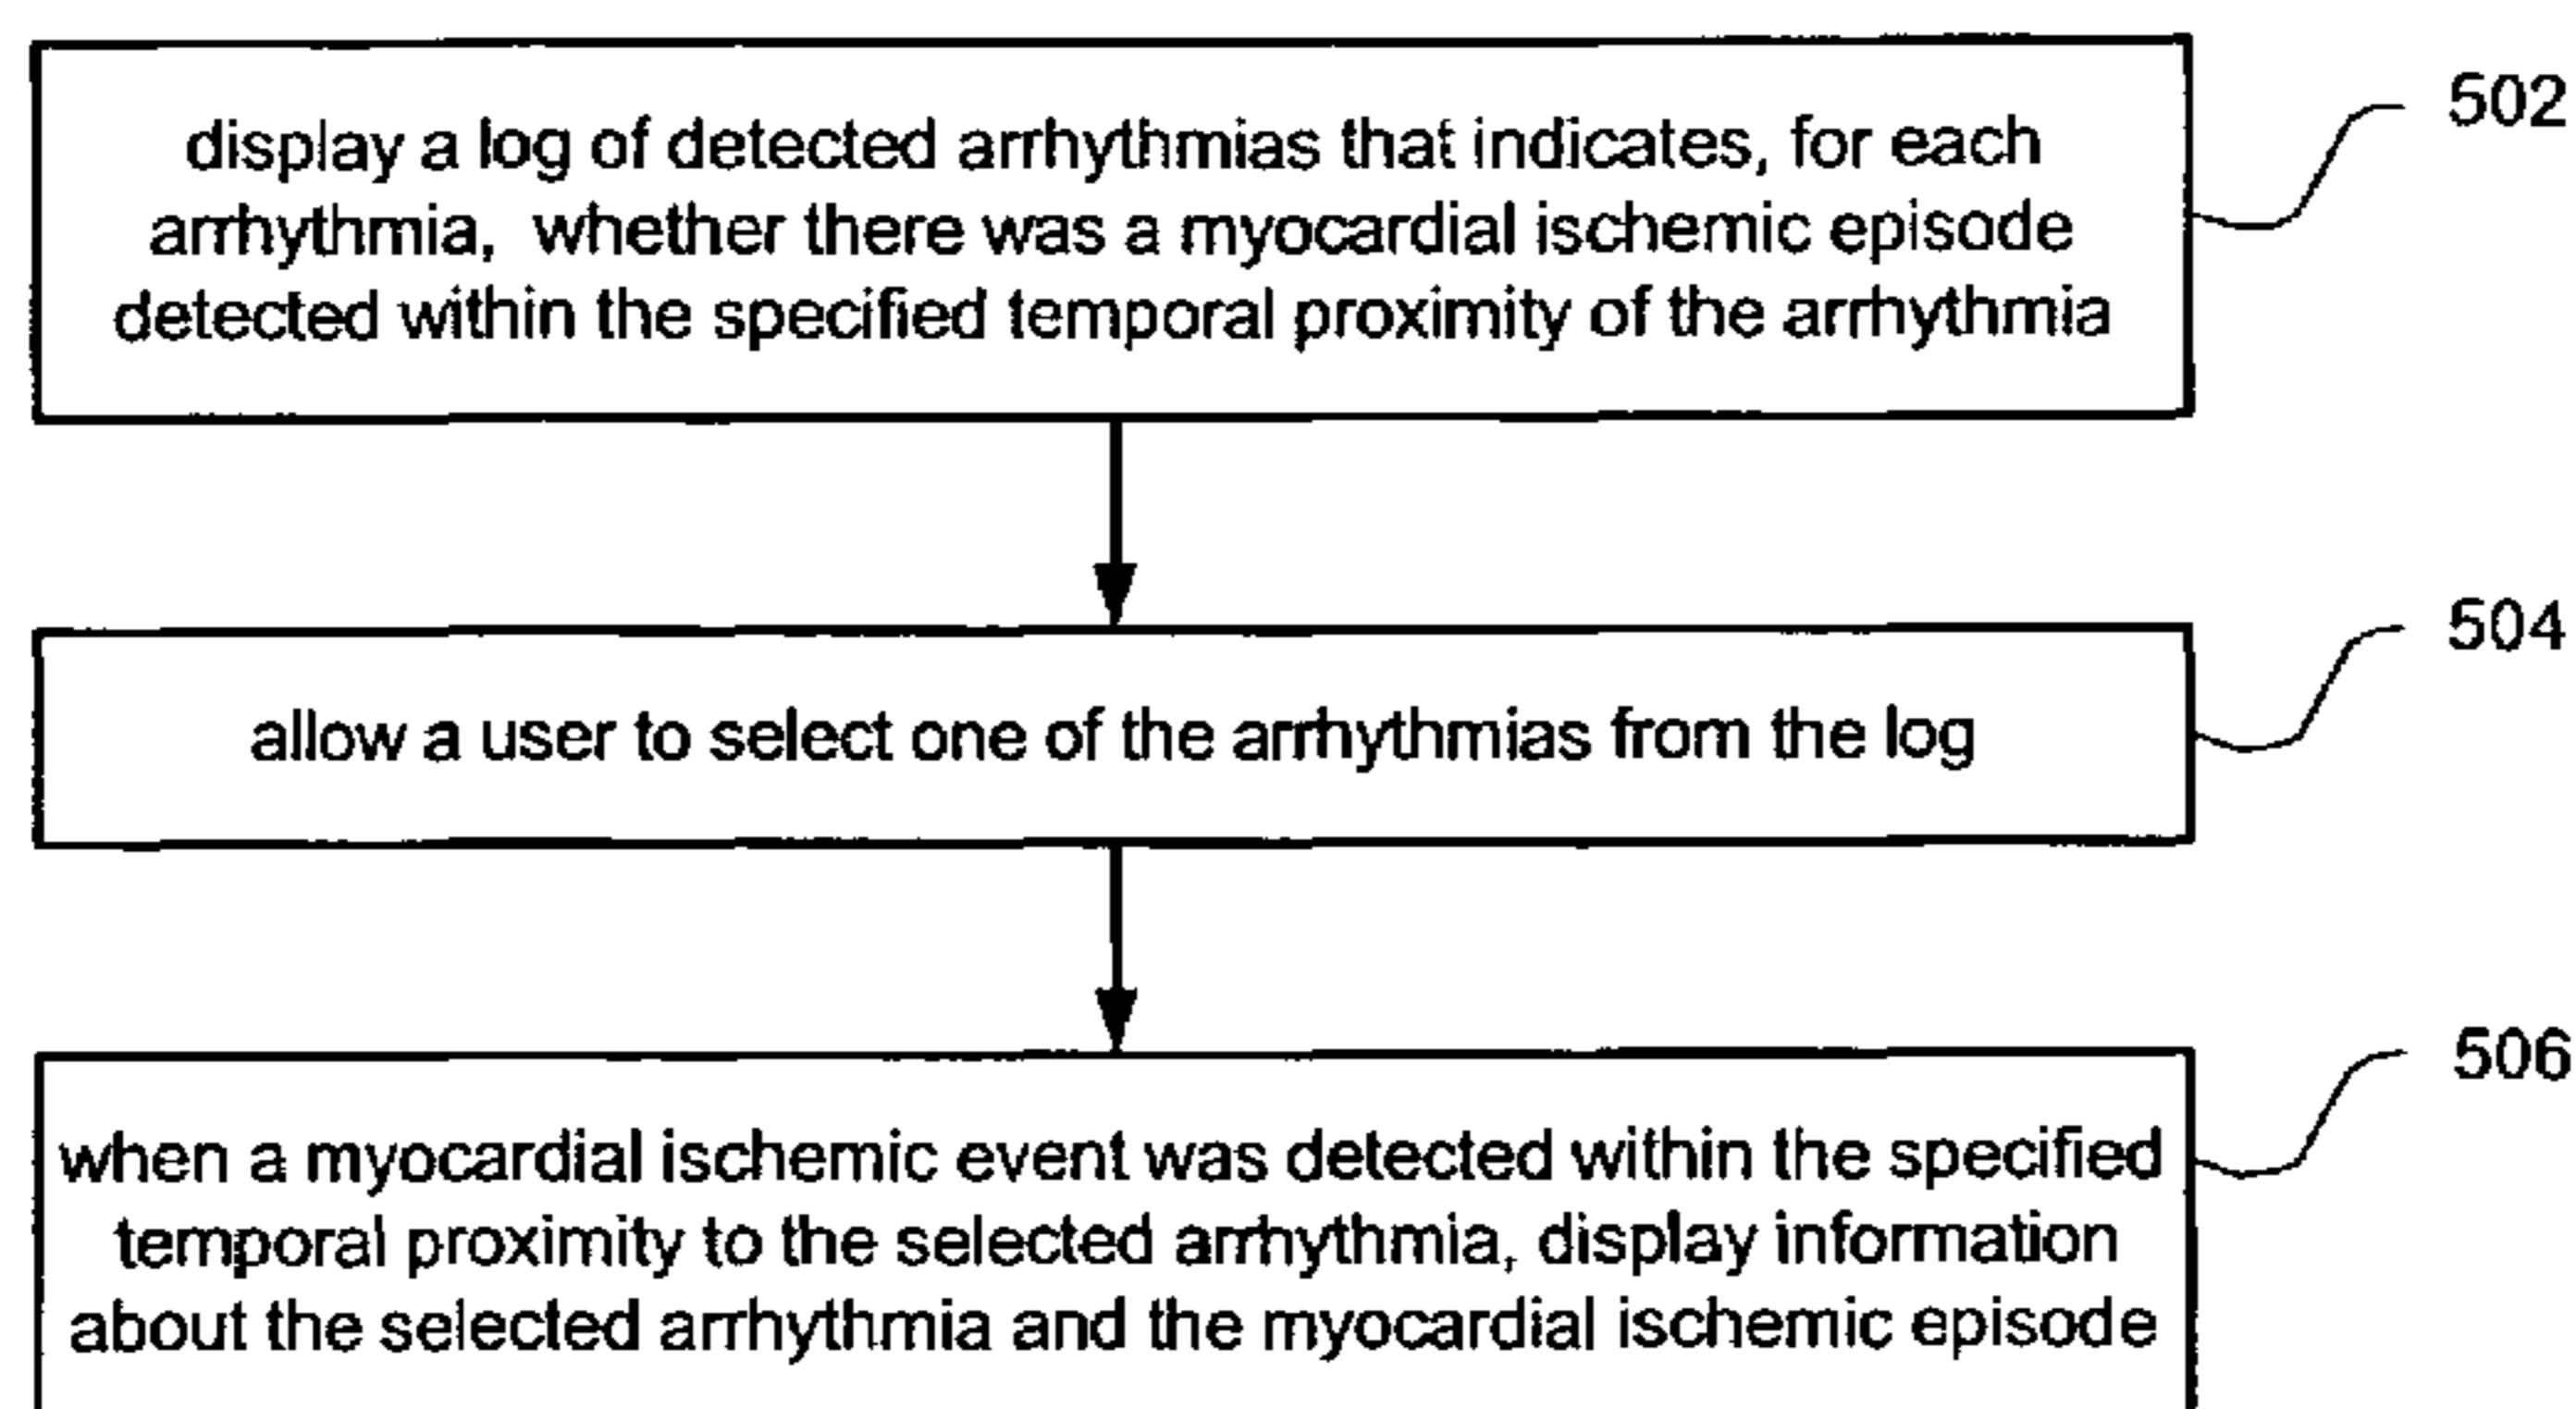 display a log of detected arrhythmias that indicates, for each
arrhythmia, whether there was a myocardial ischemic episode
detected within the specified temporal proximity of the arrhythmia
502
allow a user to select one of the arrhythmias from the log
504
when a myocardial ischemic event was detected within the specified
temporal proximity to the selected arrhythmia, display information
about the selected arrhythmia and the myocardial ischemic episode
506